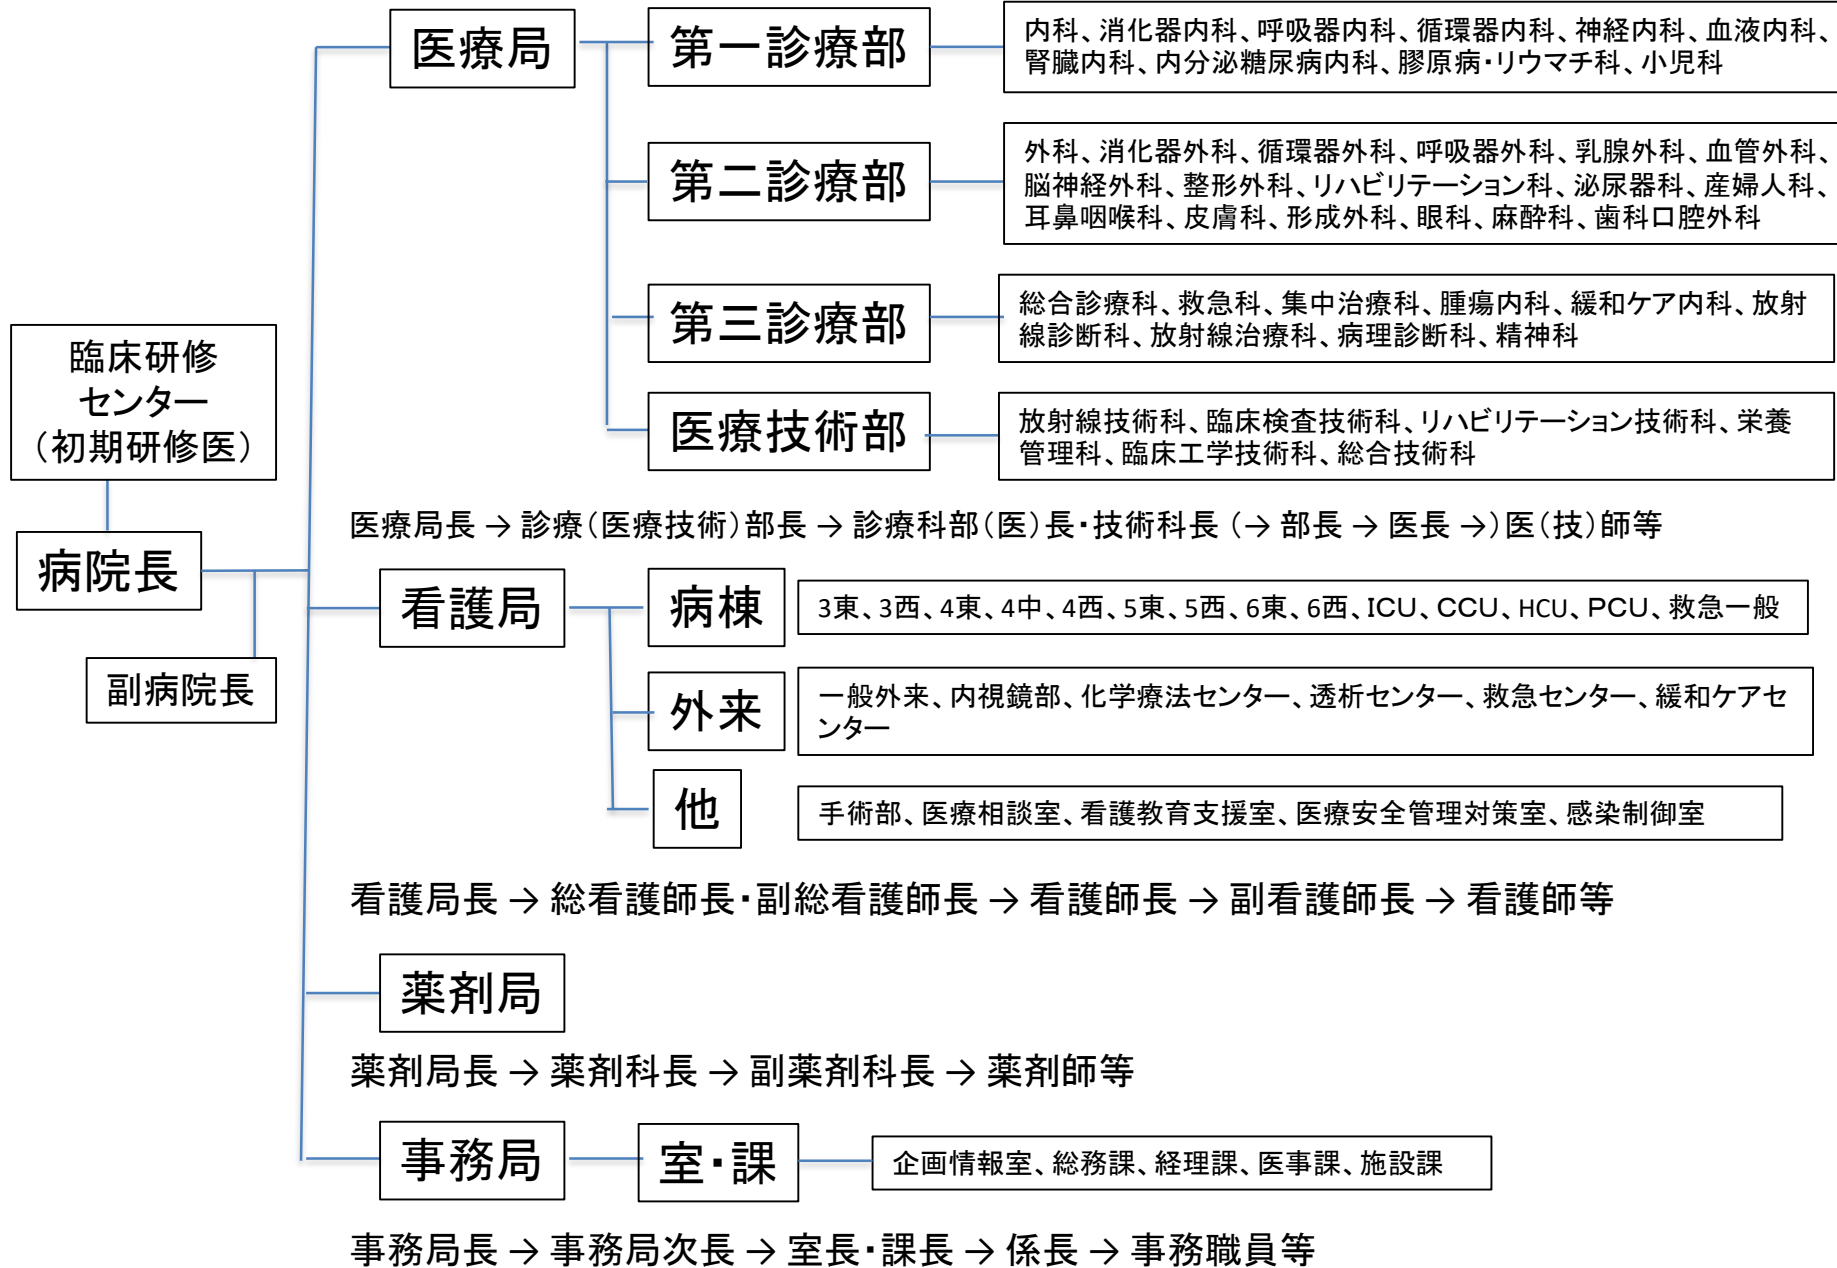 医療局
第一診療部
内科、消化器内科、呼吸器内科、循環器内科、神経内科、血液内科、
腎臓内科、内分泌糖尿病内科、膠原病・リウマチ科、小児科
第二診療部
外科、消化器外科、循環器外科、呼吸器外科、乳腺外科、血管外科、
脳神経外科、整形外科、リハビリテーション科、泌尿器科、産婦人科、
耳鼻咽喉科、皮膚科、形成外科、眼科、麻酔科、歯科口腔外科
第三診療部
総合診療科、救急科、集中治療科、腫瘍内科、緩和ケア内科、放射
線診断科、放射線治療科、病理診断科、精神科
臨床研修
センター
(初期研修医)
医療技術部
放射線技術科、臨床検査技術科、リハビリテーション技術科、栄養
管理科、臨床工学技術科、総合技術科
医療局長 → 診療(医療技術)部長 → 診療科部(医)長・技術科長 (→ 部長 → 医長 →) 医(技)師等
病院長
副病院長
看護局
病棟
3東、3西、4東、4中、4西、5東、5西、6東、6西、ICU、CCU、HCU、PCU、救急一般
外来
一般外来、内視鏡部、化学療法センター、透析センター、救急センター、緩和ケアセ
ンター
他
手術部、医療相談室、看護教育支援室、医療安全管理対策室、感染制御室
看護局長 → 総看護師長・副総看護師長 → 看護師長 → 副看護師長 → 看護師等
薬剤局
薬剤局長 → 薬剤科長 → 副薬剤科長 → 薬剤師等
事務局
室・課
企画情報室、総務課、経理課、医事課、施設課
事務局長 → 事務局次長 → 室長・課長 → 係長 → 事務職員等